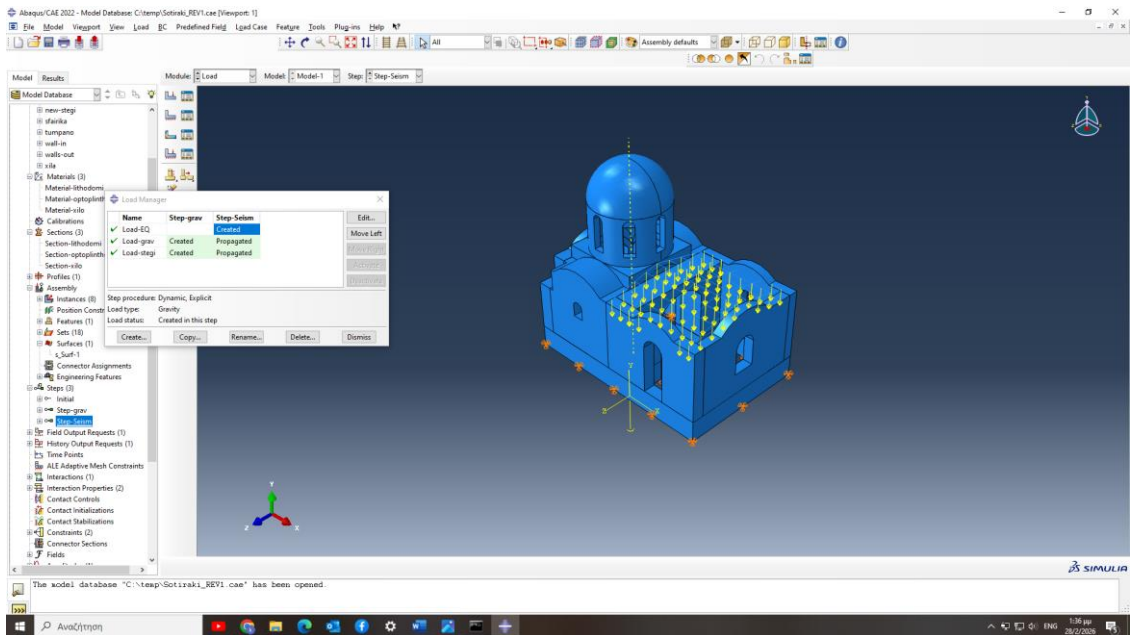 Abaqus/CAE 2022 - Model Database: C:\temp\Sotiraki_REV1.cae [Viewport: 1]
File Model Viewport View Load BC Predefined Field Load Case Feature Tools Plug-ins Help
All
Assembly defaults
Model Results
Module: Load Model: Model-1 Step: Step-Seism
Model Database
new-stegi
sfairika
tumpano
wall-in
walls-out
xila
Materials (3)
Material-lithodomi
Material-optoplinth
Material-xilo
Calibrations
Sections (3)
Section-lithodomi
Section-optoplinth
Section-xilo
Profiles (1)
Assembly
Instances (8)
Position Constr
Features (1)
Sets (18)
Surfaces (1)
s_Surf-1
Connector Assignments
Engineering Features
Steps (3)
Initial
Step-grav
Step-Seism
Field Output Requests (1)
History Output Requests (1)
Time Points
ALE Adaptive Mesh Constraints
Interactions (1)
Interaction Properties (2)
Contact Controls
Contact Initializations
Contact Stabilizations
Constraints (2)
Connector Sections
Fields
Load Manager
Name Step-grav Step-Seism
Load-EQ Created
Load-grav Created Propagated
Load-stegi Created Propagated
Edit...
Move Left
Move Right
Activate
Deactivate
Step procedure: Dynamic, Explicit
Load type: Gravity
Load status: Created in this step
Create... Copy... Rename... Delete... Dismiss
Y
Z
X
Y
Z X
SIMULIA
The model database "C:\temp\Sotiraki_REV1.cae" has been opened.
>>>
Αναζήτηση
ENG
1:36 μμ
28/2/2026